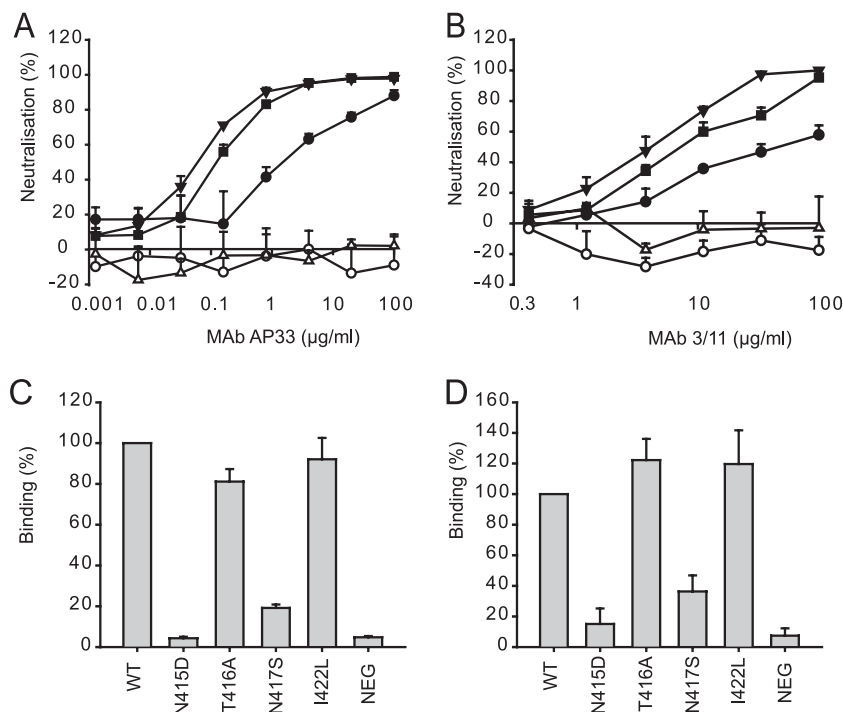 A
Neutralisation (%)
120
100
80
60
40
20
0
-20
0.001 0.01 0.1 1 10 100
MAb AP33 (µg/ml)
B
Neutralisation (%)
120
100
80
60
40
20
0
-20
-40
0.3 1 10 100
MAb 3/11 (µg/ml)
C
Binding (%)
120
100
80
60
40
20
0
WT N415D T416A N417S I422L NEG
D
Binding (%)
160
140
120
100
80
60
40
20
0
WT N415D T416A N417S I422L NEG